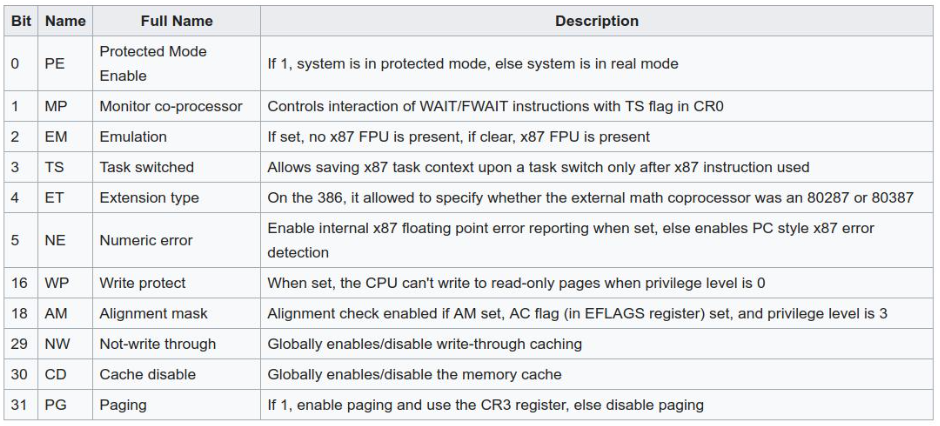 Bit Name Full Name Description
0 PE Protected Mode Enable If 1, system is in protected mode, else system is in real mode
1 MP Monitor co-processor Controls interaction of WAIT/FWAIT instructions with TS flag in CR0
2 EM Emulation If set, no x87 FPU is present, if clear, x87 FPU is present
3 TS Task switched Allows saving x87 task context upon a task switch only after x87 instruction used
4 ET Extension type On the 386, it allowed to specify whether the external math coprocessor was an 80287 or 80387
5 NE Numeric error Enable internal x87 floating point error reporting when set, else enables PC style x87 error detection
16 WP Write protect When set, the CPU can't write to read-only pages when privilege level is 0
18 AM Alignment mask Alignment check enabled if AM set, AC flag (in EFLAGS register) set, and privilege level is 3
29 NW Not-write through Globally enables/disable write-through caching
30 CD Cache disable Globally enables/disable the memory cache
31 PG Paging If 1, enable paging and use the CR3 register, else disable paging